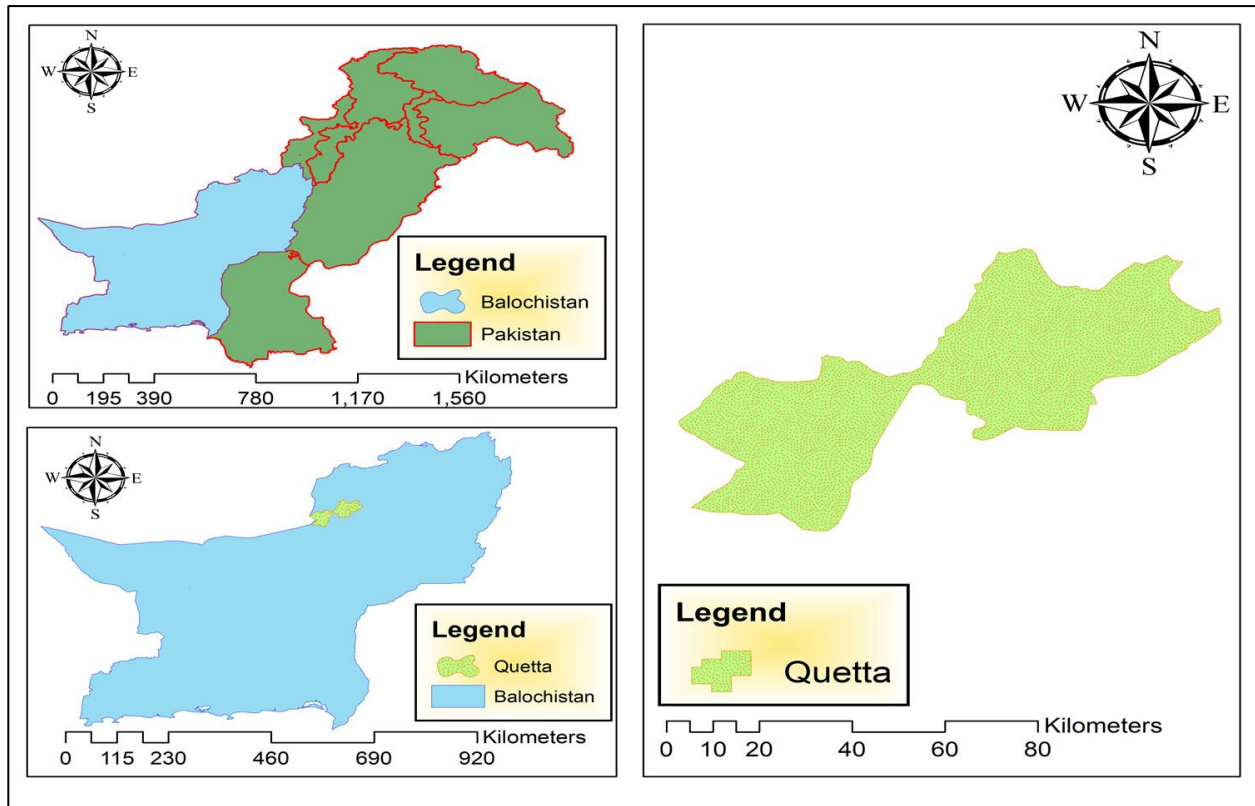 N
W E
S
Legend
Balochistan
Pakistan
Kilometers
0 195 390 780 1,170 1,560
N
W E
S
Legend
Quetta
Balochistan
Kilometers
0 115 230 460 690 920
N
W E
S
Legend
Quetta
Kilometers
0 10 20 40 60 80